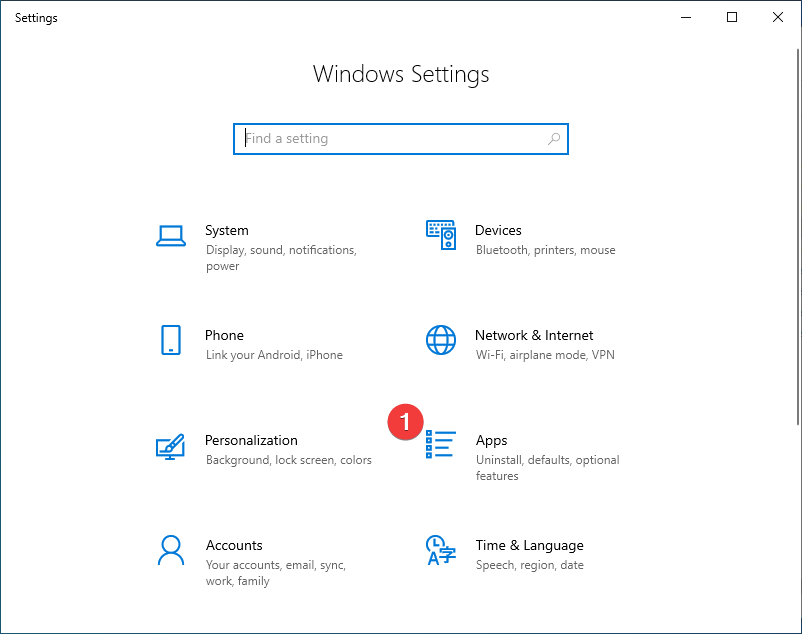 Settings
Windows Settings
Find a setting
System
Display, sound, notifications,
power
Devices
Bluetooth, printers, mouse
Phone
Link your Android, iPhone
Network & Internet
Wi-Fi, airplane mode, VPN
Personalization
Background, lock screen, colors
1
Apps
Uninstall, defaults, optional
features
Accounts
Your accounts, email, sync,
work, family
Time & Language
Speech, region, date